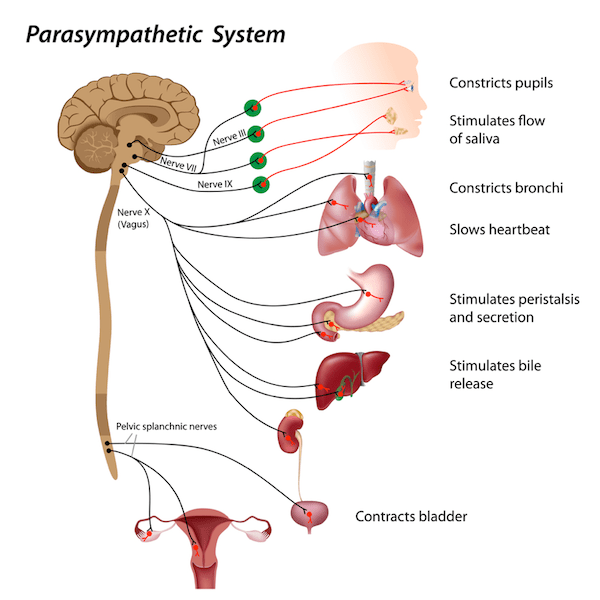 Parasympathetic System
Constricts pupils
Stimulates flow
of saliva
Nerve III
Nerve VII
Nerve IX
Constricts bronchi
Nerve X
(Vagus)
Slows heartbeat
Stimulates peristalsis
and secretion
Stimulates bile
release
Pelvic splanchnic nerves
Contracts bladder